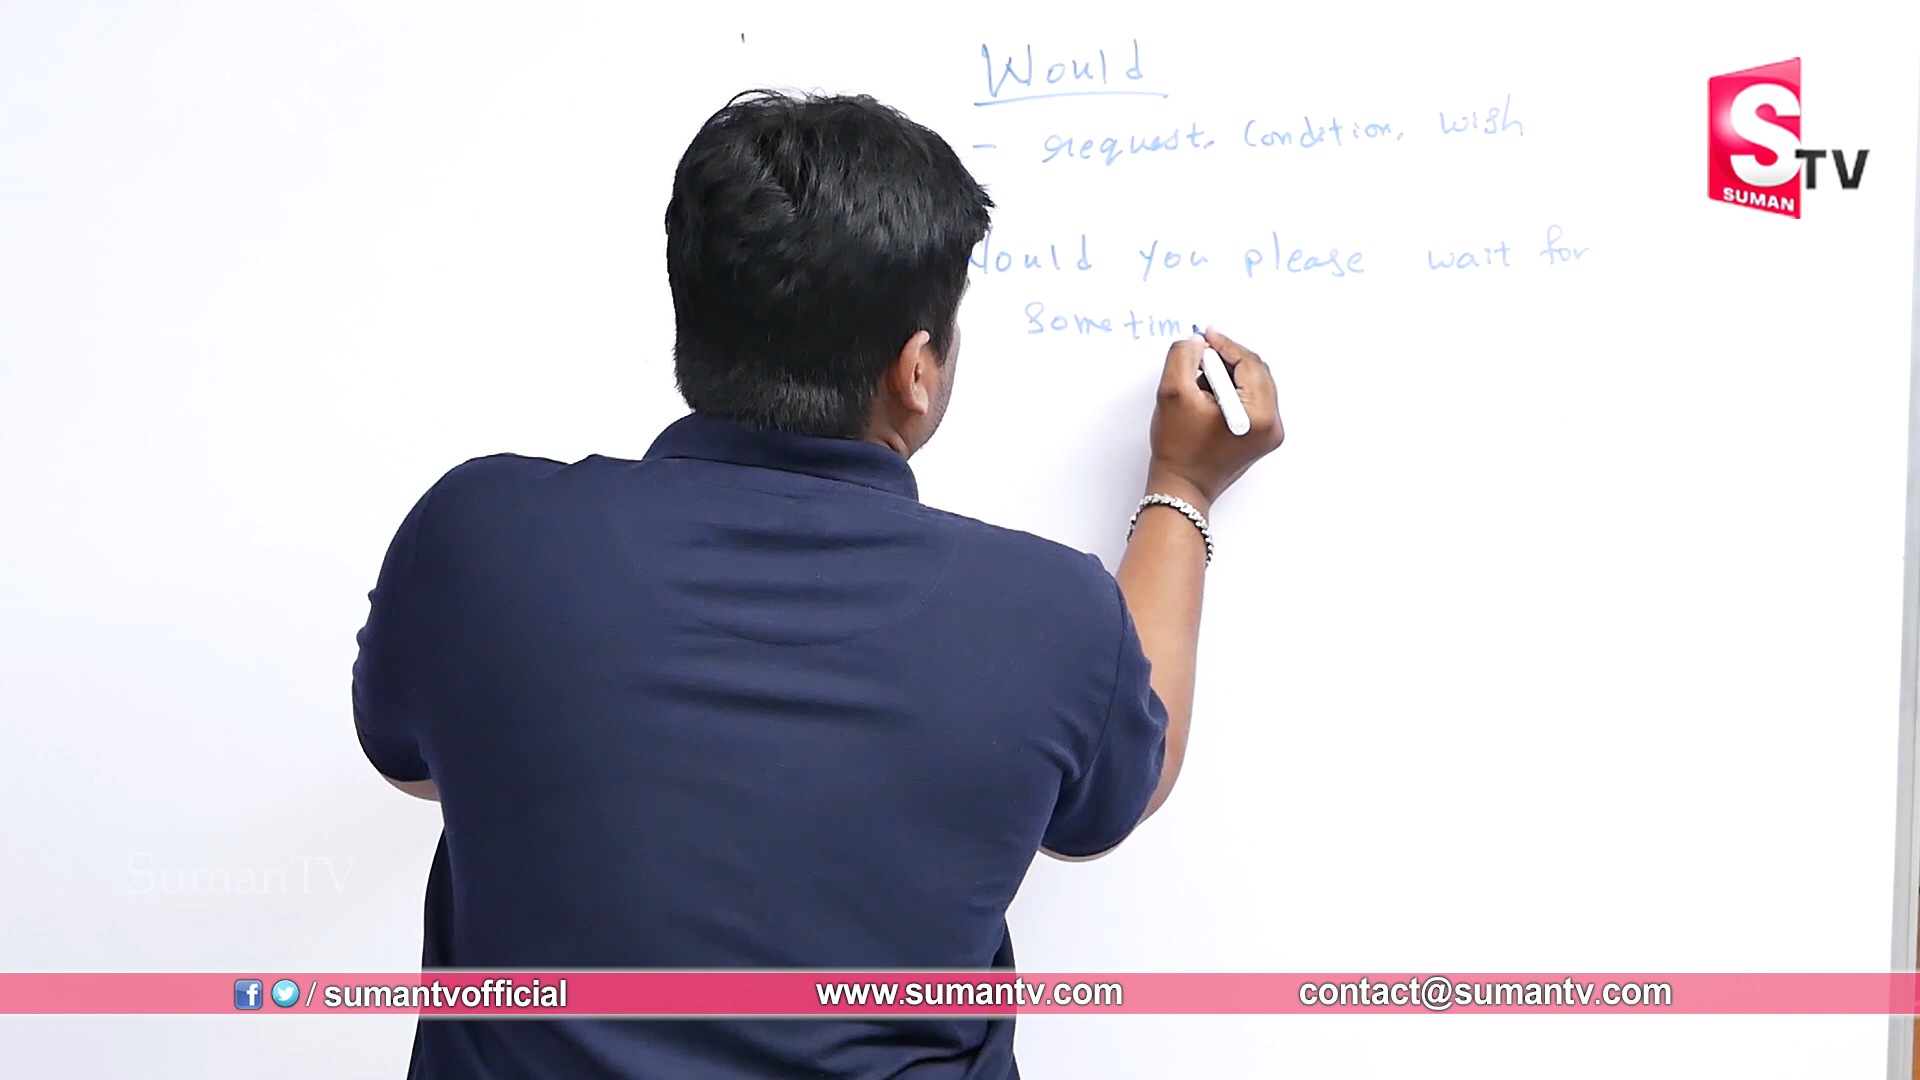 Would
- request, condition, wish
Would you please wait for
sometim
S
TV
SUMAN
SumanTV
/ sumantvofficial
www.sumantv.com
contact@sumantv.com